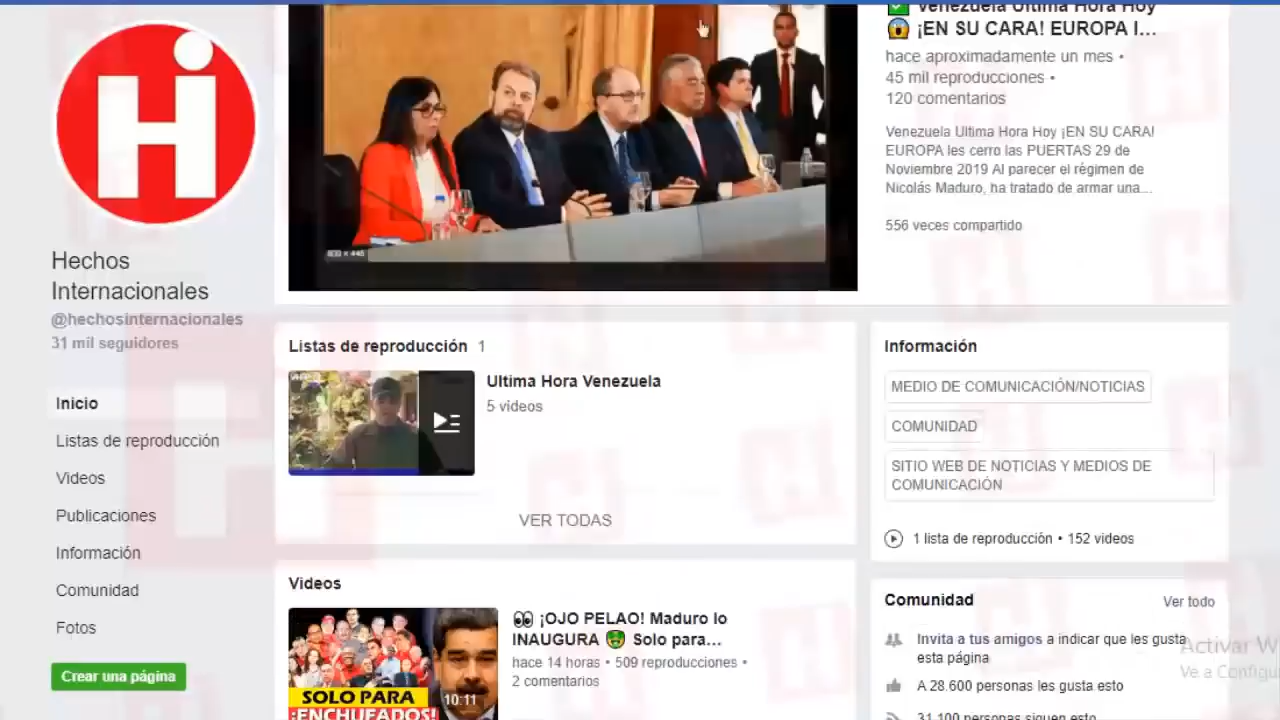 Hi
Hechos
Internacionales
@hechosinternacionales
31 mil seguidores
Inicio
Listas de reproducción
Videos
Publicaciones
Información
Comunidad
Fotos
Crear una página
Venezuela Ultima Hora Hoy
¡EN SU CARA! EUROPA l...
hace aproximadamente un mes •
45 mil reproducciones •
120 comentarios
Venezuela Ultima Hora Hoy ¡EN SU CARA!
EUROPA les cerro las PUERTAS 29 de
Noviembre 2019 Al parecer el régimen de
Nicolás Maduro, ha tratado de armar una...
556 veces compartido
Listas de reproducción 1
Ultima Hora Venezuela
5 videos
VER TODAS
Videos
SOLO PARA
¡ENCHUFADOS!
10:11
👀 ¡OJO PELAO! Maduro lo
INAUGURA 🤑 Solo para...
hace 14 horas • 509 reproducciones •
2 comentarios
Información
MEDIO DE COMUNICACIÓN/NOTICIAS
COMUNIDAD
SITIO WEB DE NOTICIAS Y MEDIOS DE
COMUNICACIÓN
1 lista de reproducción • 152 videos
Comunidad
Ver todo
Invita a tus amigos a indicar que les gusta
esta página
A 28.600 personas les gusta esto
31.100 personas siguen esto
Activar W
Ve a Configu